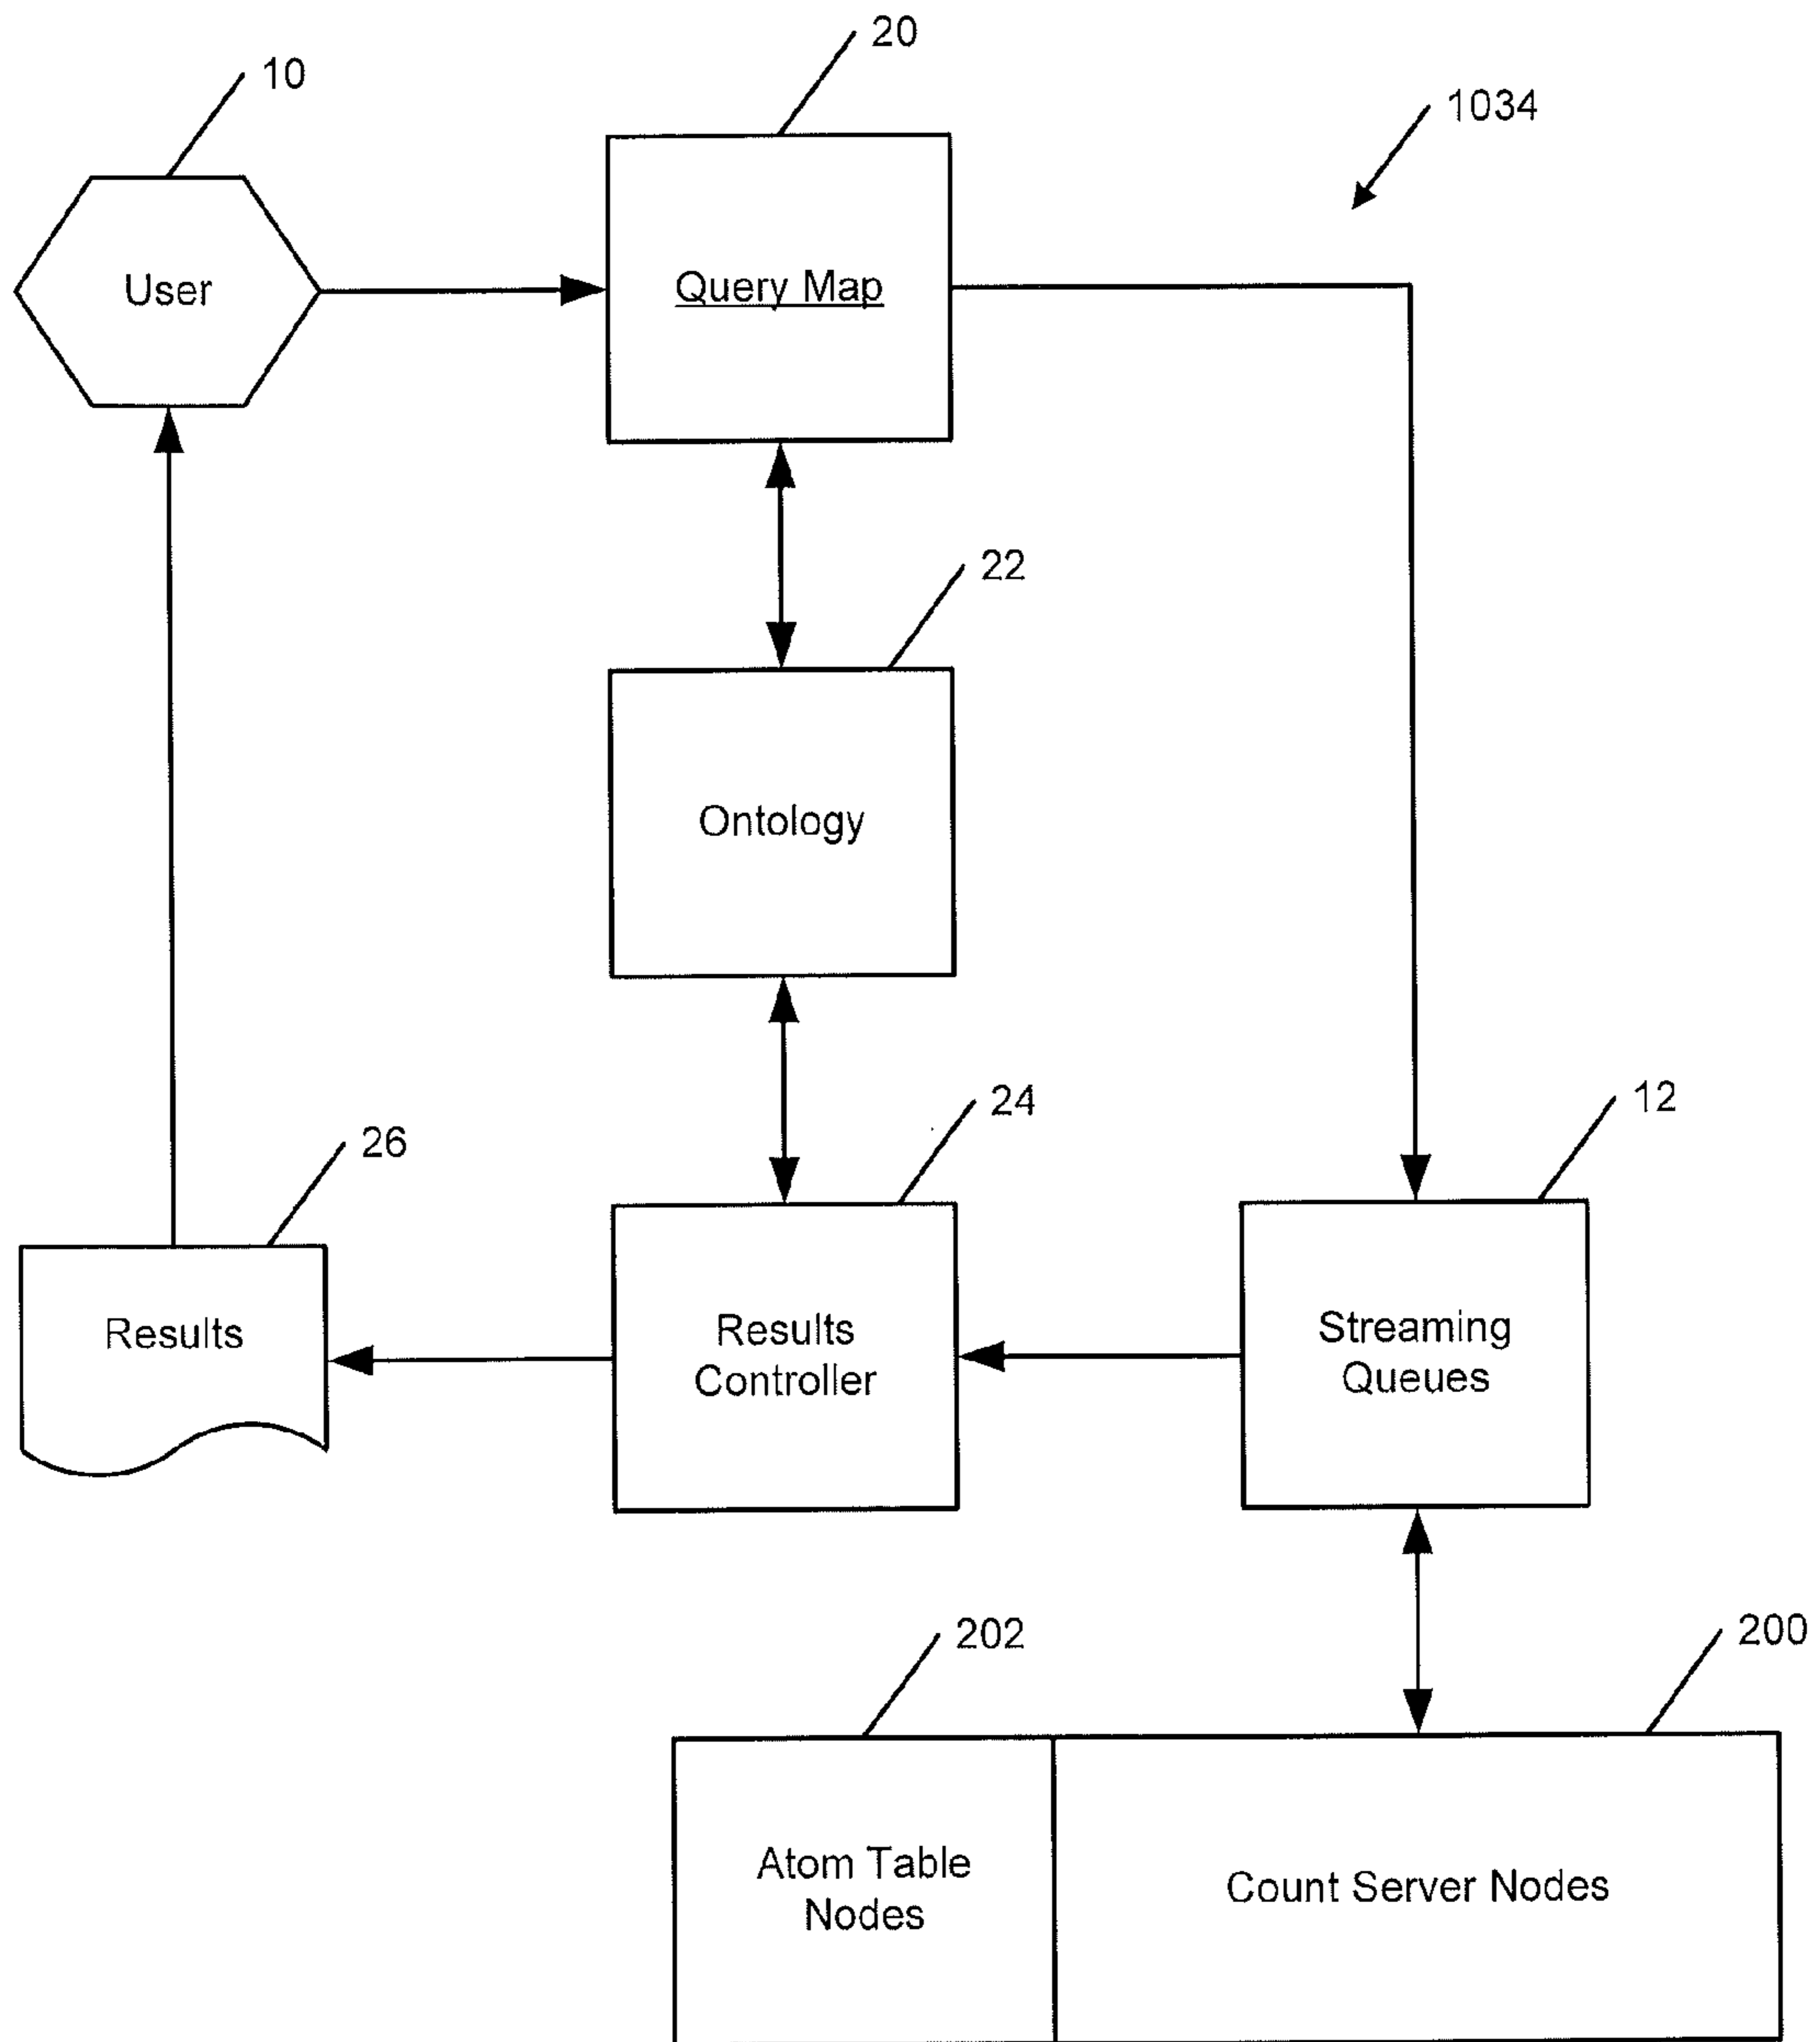 20
10
1034
User
Query Map
22
Ontology
24
12
26
Results
Results
Controller
Streaming
Queues
202
200
Atom Table
Nodes
Count Server Nodes